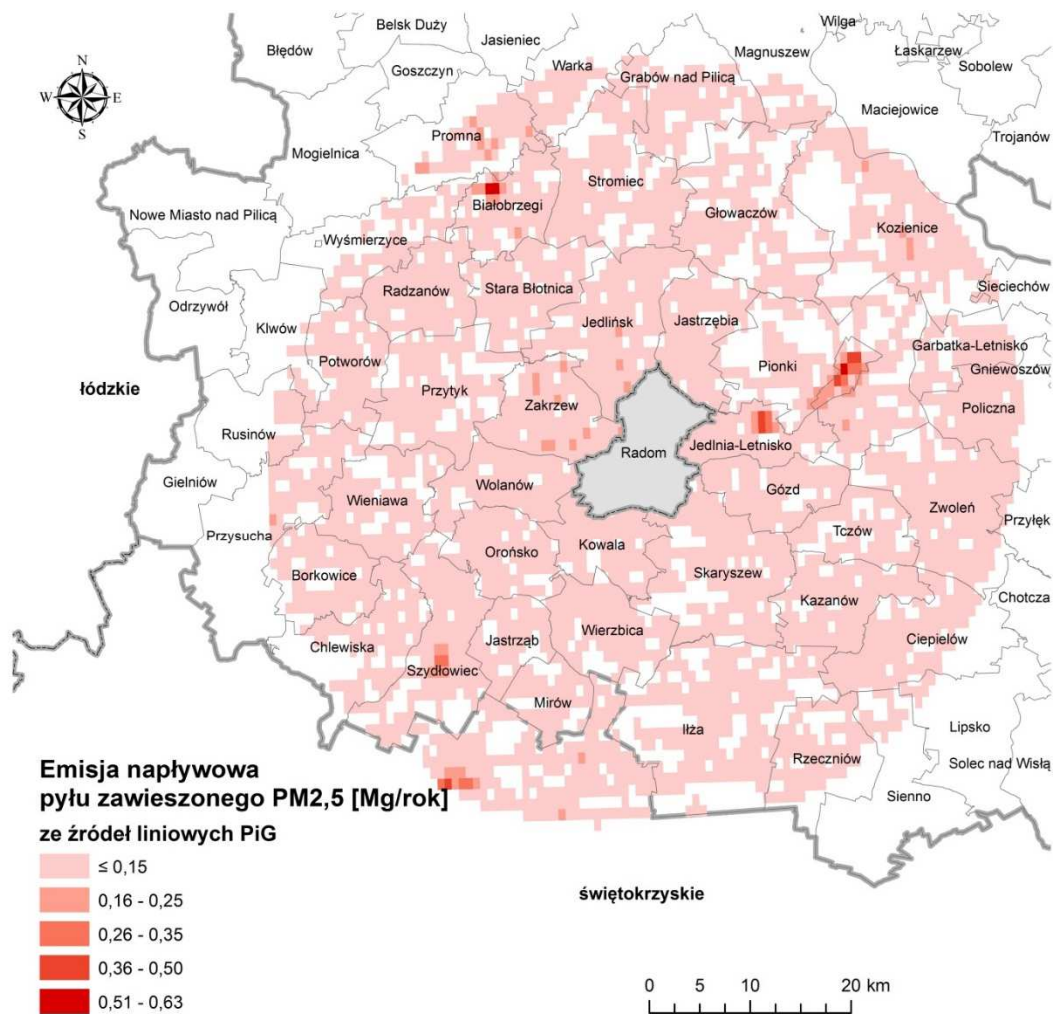 Wilga
Belsk Duży
Łaskarzew
Błędów
Jasieniec
Magnuszew
Sobolew
Warka
Goszczyn
Grabów nad Pilicą
N
W E
S
Maciejowice
Promna
Trojanów
Mogielnica
Stromiec
Białobrzegi
Nowe Miasto nad Pilicą
Głowaczów
Kozienice
Wyśmierzyce
Sieciechów
Radzanów
Stara Błotnica
Odrzywół
Klwów
Jedlińsk
Jastrzębia
Garbatka-Letnisko
Potworów
Pionki
Gniewoszów
łódzkie
Przytyk
Zakrzew
Policzna
Rusinów
Radom
Jedlnia-Letnisko
Gielniów
Wolanów
Gózd
Wieniawa
Zwoleń
Przyłęk
Przysucha
Tczów
Orońsko
Kowala
Borkowice
Skaryszew
Chotcza
Kazanów
Chlewiska
Jastrząb
Wierzbica
Ciepielów
Szydłowiec
Mirów
Iłża
Lipsko
Rzeczniów
Solec nad Wisłą
Sienno
Emisja napływowa
pyłu zawieszonego PM2,5 [Mg/rok]
ze źródeł liniowych PiG
≤ 0,15
0,16 - 0,25
0,26 - 0,35
0,36 - 0,50
0,51 - 0,63
świętokrzyskie
0 5 10 20 km